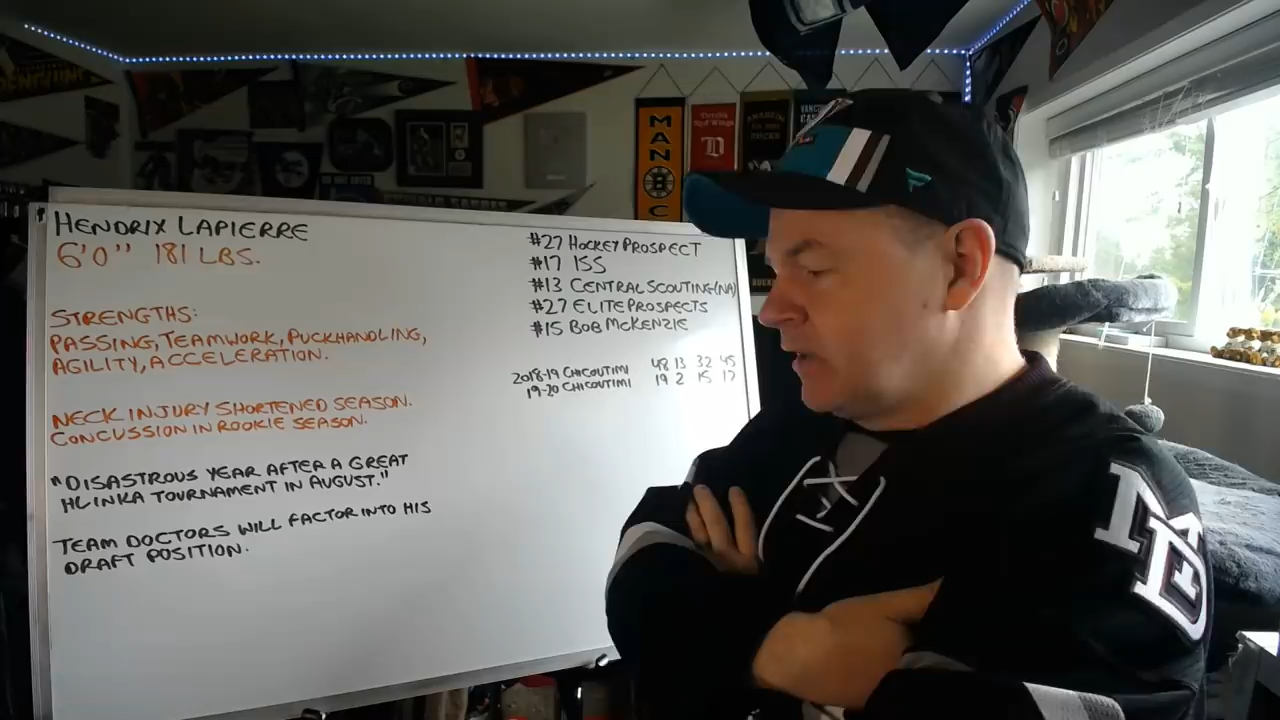 HENDRIX LAPIERRE
6'0" 181 LBS.
STRENGTHS:
PASSING, TEAMWORK, PUCKHANDLING,
AGILITY, ACCELERATION.
NECK INJURY SHORTENED SEASON.
CONCUSSION IN ROOKIE SEASON.
"DISASTROUS YEAR AFTER A GREAT
HLINKA TOURNAMENT IN AUGUST."
TEAM DOCTORS WILL FACTOR INTO HIS
DRAFT POSITION.
#27 HOCKEY PROSPECT
#17 ISS
#13 CENTRAL SCOUTING (NA)
#27 ELITE PROSPECTS
#15 BOB MCKENZIE
2018-19 CHICOUTIMI 48 13 32 45
19-20 CHICOUTIMI 19 2 15 17
MAN
C